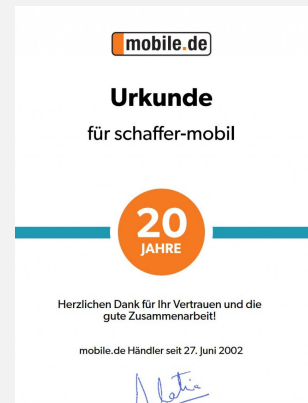 mobile.de
Urkunde
für schaffer-mobil
20
JAHRE
Herzlichen Dank für Ihr Vertrauen und die
gute Zusammenarbeit!
mobile.de Händler seit 27. Juni 2002